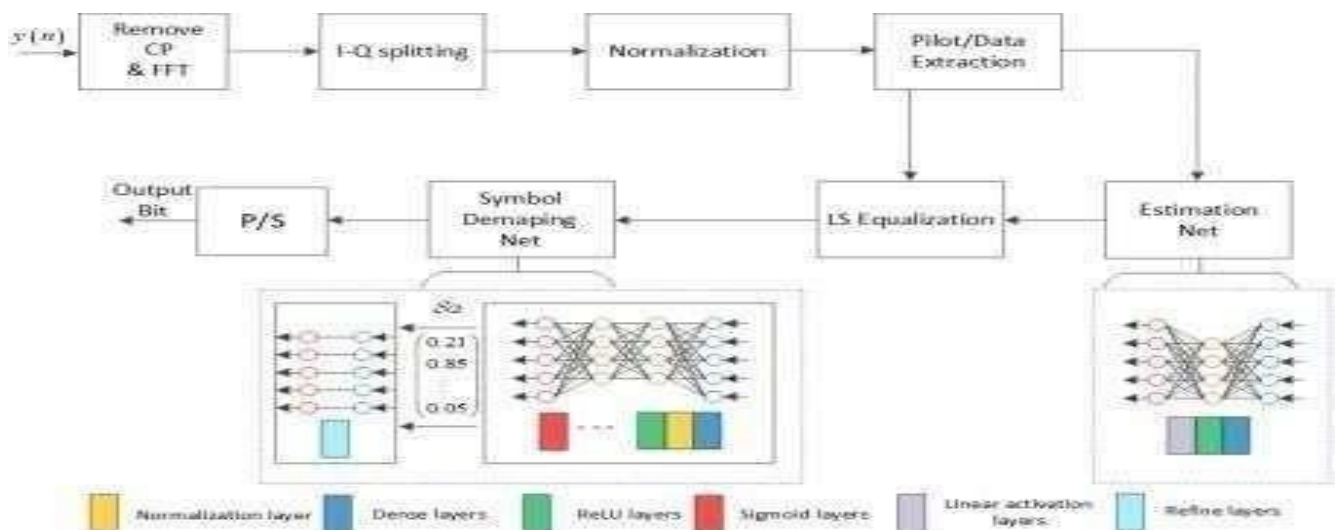 y(n)
Remove
CP
& FFT
I-Q splitting
Normalization
Pilot/Data
Extraction
Output
Bit
P/S
Symbol
Demaping
Net
LS Equalization
Estimation
Net
0.21
0.85
0.05
Normalization layer
Dense layers
ReLU layers
Sigmoid layers
Linear activation
layers
Refine layers